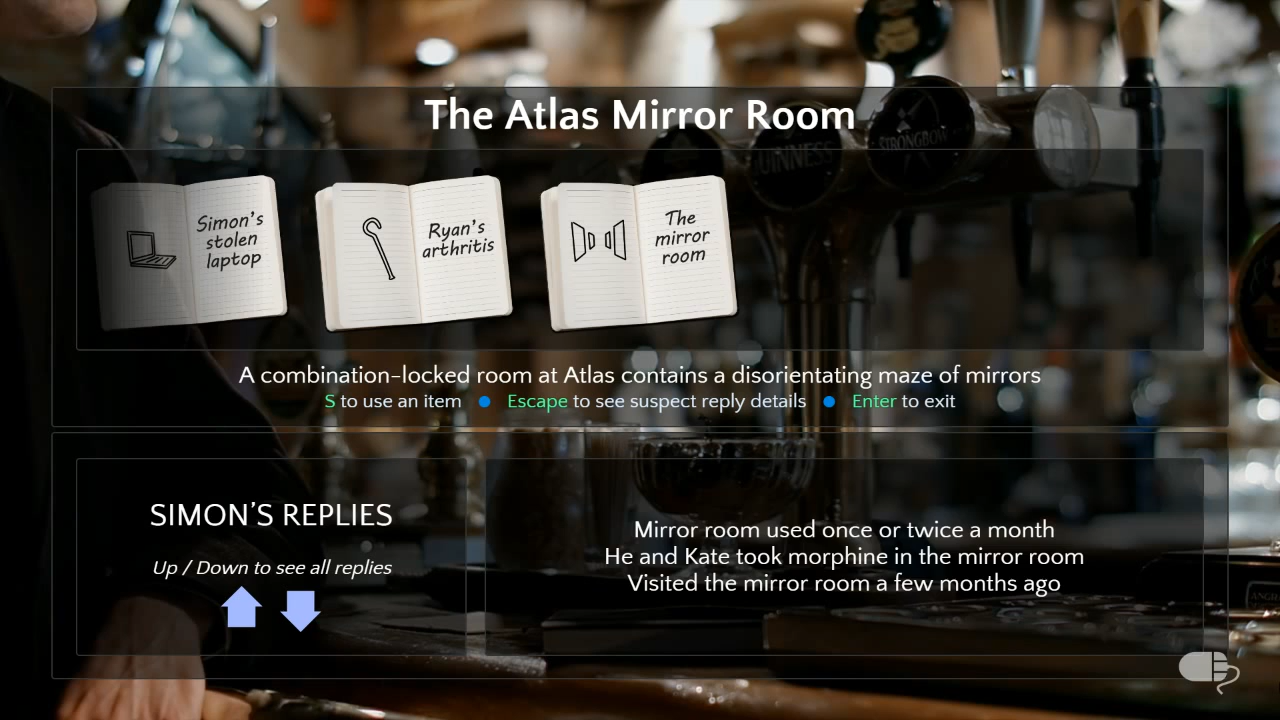 The Atlas Mirror Room
Simon's
stolen
laptop
Ryan's
arthritis
The
mirror
room
A combination-locked room at Atlas contains a disorientating maze of mirrors
S to use an item ● Escape to see suspect reply details ● Enter to exit
SIMON'S REPLIES
Up / Down to see all replies
Mirror room used once or twice a month
He and Kate took morphine in the mirror room
Visited the mirror room a few months ago
GUINNESS
STRONGBOW